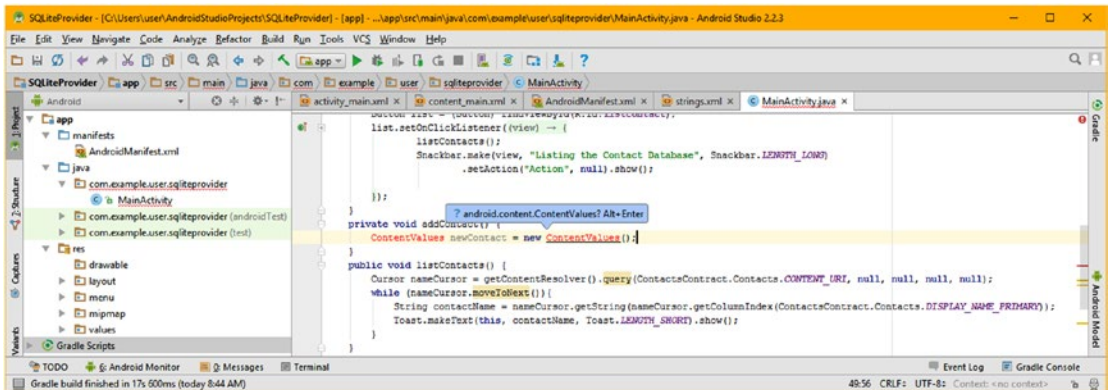 SQLiteProvider - [C:\Users\user\AndroidStudioProjects\SQLiteProvider] - [app] - ...\app\src\main\java\com\example\user\sqliteprovider\MainActivity.java - Android Studio 2.2.3
File Edit View Navigate Code Analyze Refactor Build Run Tools VCS Window Help
app
SQLiteProvider app src main java com example user sqliteprovider MainActivity
Android activity_main.xml content_main.xml AndroidManifest.xml strings.xml MainActivity.java
1: Project
2: Structure
Captures
Variants
app
manifests
AndroidManifest.xml
java
com.example.user.sqliteprovider
MainActivity
com.example.user.sqliteprovider (androidTest)
com.example.user.sqliteprovider (test)
res
drawable
layout
menu
mipmap
values
Gradle Scripts
Button list = (Button) findViewById(R.id.listContact);
list.setOnClickListener((view) → {
listContacts();
Snackbar.make(view, "Listing the Contact Database", Snackbar.LENGTH_LONG)
.setAction("Action", null).show();
});
}
? android.content.ContentValues? Alt+Enter
private void addContact() {
ContentValues newContact = new ContentValues();
}
public void listContacts() {
Cursor nameCursor = getContentResolver().query(ContactsContract.Contacts.CONTENT_URI, null, null, null, null);
while (nameCursor.moveToNext()){
String contactName = nameCursor.getString(nameCursor.getColumnIndex(ContactsContract.Contacts.DISPLAY_NAME_PRIMARY));
Toast.makeText(this, contactName, Toast.LENGTH_SHORT).show();
}
}
Gradle
Android Model
TODO 6: Android Monitor 0: Messages Terminal Event Log Gradle Console
Gradle build finished in 17s 600ms (today 8:44 AM) 49:56 CRLF÷ UTF-8÷ Context: <no context>